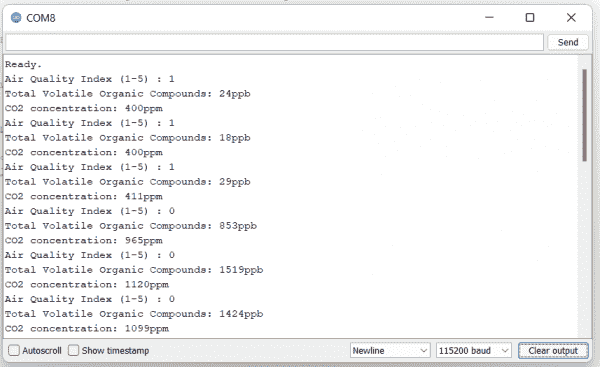 COM8
Send
Ready.
Air Quality Index (1-5) : 1
Total Volatile Organic Compounds: 24ppb
CO2 concentration: 400ppm
Air Quality Index (1-5) : 1
Total Volatile Organic Compounds: 18ppb
CO2 concentration: 400ppm
Air Quality Index (1-5) : 1
Total Volatile Organic Compounds: 29ppb
CO2 concentration: 411ppm
Air Quality Index (1-5) : 0
Total Volatile Organic Compounds: 853ppb
CO2 concentration: 965ppm
Air Quality Index (1-5) : 0
Total Volatile Organic Compounds: 1519ppb
CO2 concentration: 1120ppm
Air Quality Index (1-5) : 0
Total Volatile Organic Compounds: 1424ppb
CO2 concentration: 1099ppm
Autoscroll Show timestamp Newline 115200 baud Clear output